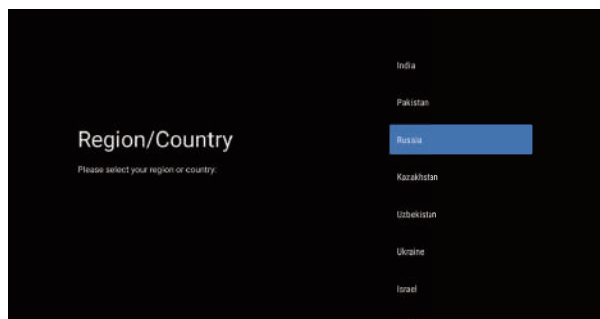 Region/Country
Please select your region or country:
India
Pakistan
Russia
Kazakhstan
Uzbekistan
Ukraine
Israel